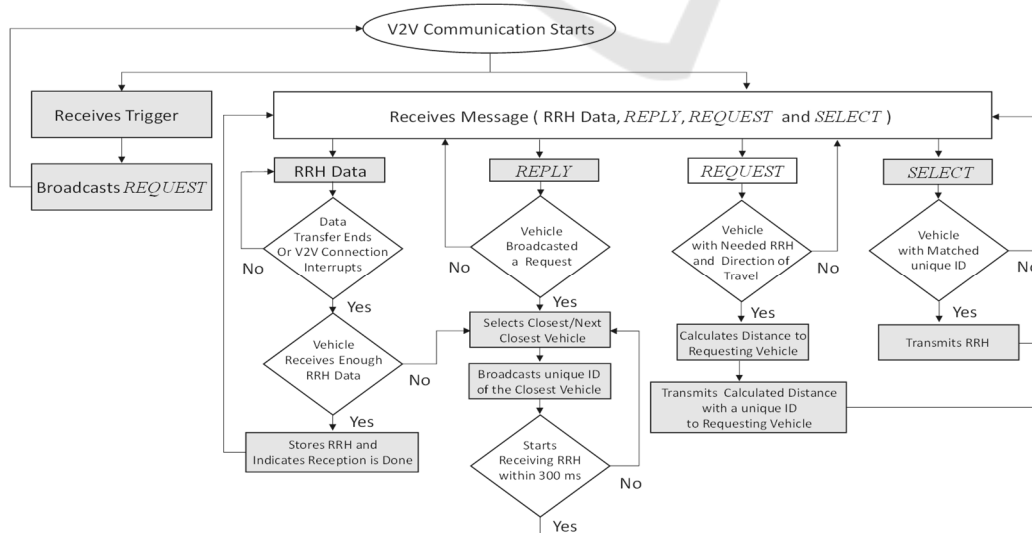 V2V Communication Starts
Receives Trigger
Broadcasts REQUEST
Receives Message ( RRH Data, REPLY, REQUEST and SELECT )
RRH Data
Data
Transfer Ends
Or V2V Connection
Interrupts
No
Yes
Vehicle
Receives Enough
RRH Data
No
Yes
Stores RRH and
Indicates Reception is Done
REPLY
Vehicle
Broadcasted
a Request
No
Yes
Selects Closest/Next
Closest Vehicle
Broadcasts unique ID
of the Closest Vehicle
Starts
Receiving RRH
within 300 ms
No
Yes
REQUEST
Vehicle
with Needed RRH
and Direction of
Travel
No
Yes
Calculates Distance to
Requesting Vehicle
Transmits Calculated Distance
with a unique ID
to Requesting Vehicle
SELECT
Vehicle
with Matched
unique ID
No
Yes
Transmits RRH